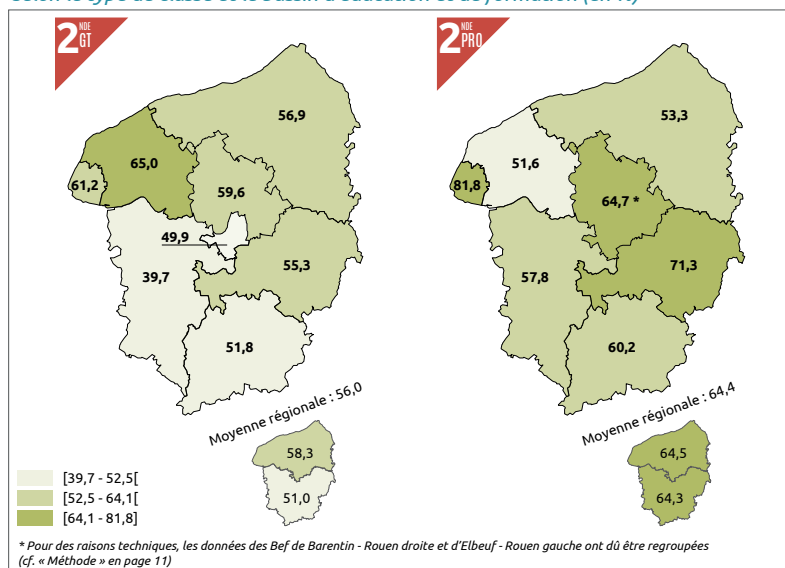 2 NDE GT
56,9
65,0
61,2
59,6
49,9
39,7
55,3
51,8
Moyenne régionale : 56,0
58,3
51,0
2 NDE PRO
53,3
51,6
81,8
64,7 *
57,8
71,3
60,2
Moyenne régionale : 64,4
64,5
64,3
[39,7 - 52,5[
[52,5 - 64,1[
[64,1 - 81,8]
* Pour des raisons techniques, les données des Bef de Barentin - Rouen droite et d'Elbeuf - Rouen gauche ont dû être regroupées
(cf. « Méthode » en page 11)